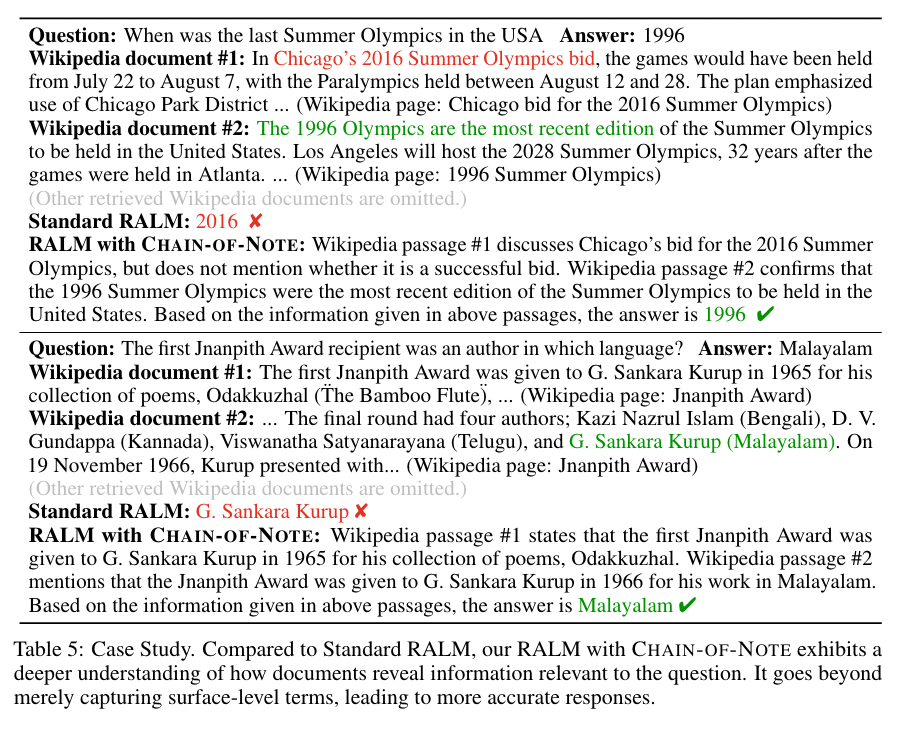 Question: When was the last Summer Olympics in the USA Answer: 1996
Wikipedia document #1: In Chicago's 2016 Summer Olympics bid, the games would have been held
from July 22 to August 7, with the Paralympics held between August 12 and 28. The plan emphasized
use of Chicago Park District ... (Wikipedia page: Chicago bid for the 2016 Summer Olympics)
Wikipedia document #2: The 1996 Olympics are the most recent edition of the Summer Olympics
to be held in the United States. Los Angeles will host the 2028 Summer Olympics, 32 years after the
games were held in Atlanta. ... (Wikipedia page: 1996 Summer Olympics)
(Other retrieved Wikipedia documents are omitted.)
Standard RALM: 2016 ✘
RALM with CHAIN-OF-NOTE: Wikipedia passage #1 discusses Chicago's bid for the 2016 Summer
Olympics, but does not mention whether it is a successful bid. Wikipedia passage #2 confirms that
the 1996 Summer Olympics were the most recent edition of the Summer Olympics to be held in the
United States. Based on the information given in above passages, the answer is 1996 ✔
Question: The first Jnanpith Award recipient was an author in which language? Answer: Malayalam
Wikipedia document #1: The first Jnanpith Award was given to G. Sankara Kurup in 1965 for his
collection of poems, Odakkuzhal (T̈he Bamboo Flute)̈, ... (Wikipedia page: Jnanpith Award)
Wikipedia document #2: ... The final round had four authors; Kazi Nazrul Islam (Bengali), D. V.
Gundappa (Kannada), Viswanatha Satyanarayana (Telugu), and G. Sankara Kurup (Malayalam). On
19 November 1966, Kurup presented with... (Wikipedia page: Jnanpith Award)
(Other retrieved Wikipedia documents are omitted.)
Standard RALM: G. Sankara Kurup ✘
RALM with CHAIN-OF-NOTE: Wikipedia passage #1 states that the first Jnanpith Award was
given to G. Sankara Kurup in 1965 for his collection of poems, Odakkuzhal. Wikipedia passage #2
mentions that the Jnanpith Award was given to G. Sankara Kurup in 1966 for his work in Malayalam.
Based on the information given in above passages, the answer is Malayalam ✔
Table 5: Case Study. Compared to Standard RALM, our RALM with CHAIN-OF-NOTE exhibits a
deeper understanding of how documents reveal information relevant to the question. It goes beyond
merely capturing surface-level terms, leading to more accurate responses.